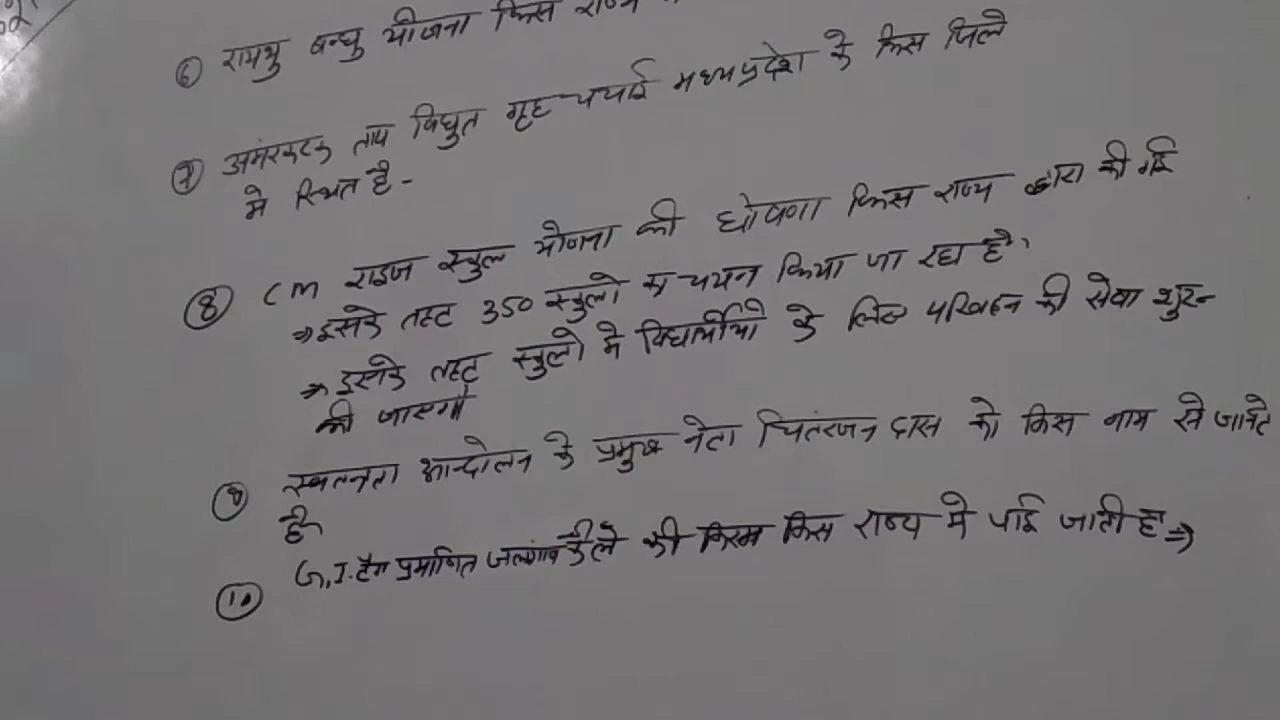 ⑥ रायथु बन्धु योजना किस राज्य
⑦ अमरकंटक ताप विधुत गृह चचाई मध्यप्रदेश के किस जिले
मे स्थित है -
⑧ CM राइज स्कुल योजना की घोषणा किस राज्य द्वारा की गई
→ इसके तहत 350 स्कुलो का चयन किया जा रहा है।
→ इसके तहत स्कुलो मे विधार्थीयो के लिए परिवहन की सेवा शुरू-
की जाएगी
⑨ स्वतन्त्रता आन्दोलन के प्रमुख नेता चितरंजन दास को किस नाम से जानते
है
⑩ G.I. टैग प्रमाणित जलगांव केले की किस्म किस राज्य मे पाई जाती है ⇒